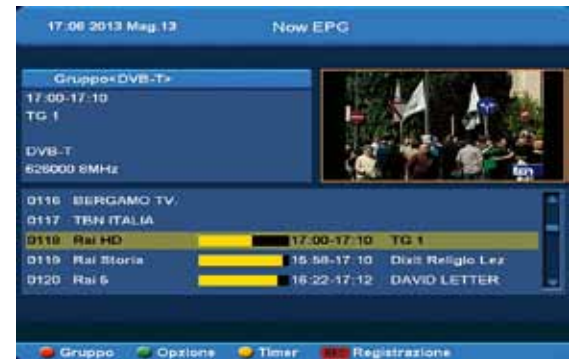 17:06 2013 Mag.13 Now EPG
Gruppo<DVB-T>
17:00-17:10
TG 1
DVB-T
626000 8MHz
0116 BERGAMO TV.
0117 TBN ITALIA
0118 Rai HD 17:00-17:10 TG 1
0119 Rai Storia 16:58-17:10 Dixit Religio Lez
0120 Rai 5 16:22-17:12 DAVID LETTER
Gruppo Opzione Timer REC Registrazione